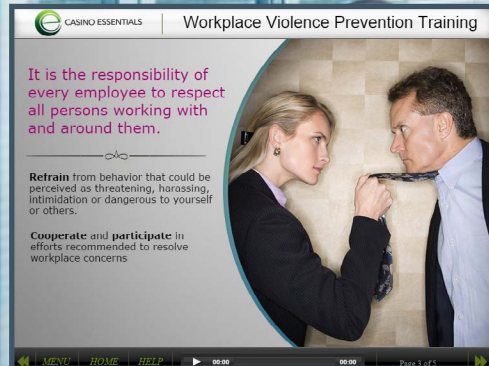 e CASINO ESSENTIALS
Workplace Violence Prevention Training
It is the responsibility of
every employee to respect
all persons working with
and around them.
Refrain from behavior that could be
perceived as threatening, harassing,
intimidation or dangerous to yourself
or others.
Cooperate and participate in
efforts recommended to resolve
workplace concerns
MENU HOME HELP 00:00 00:00 Page 3 of 5